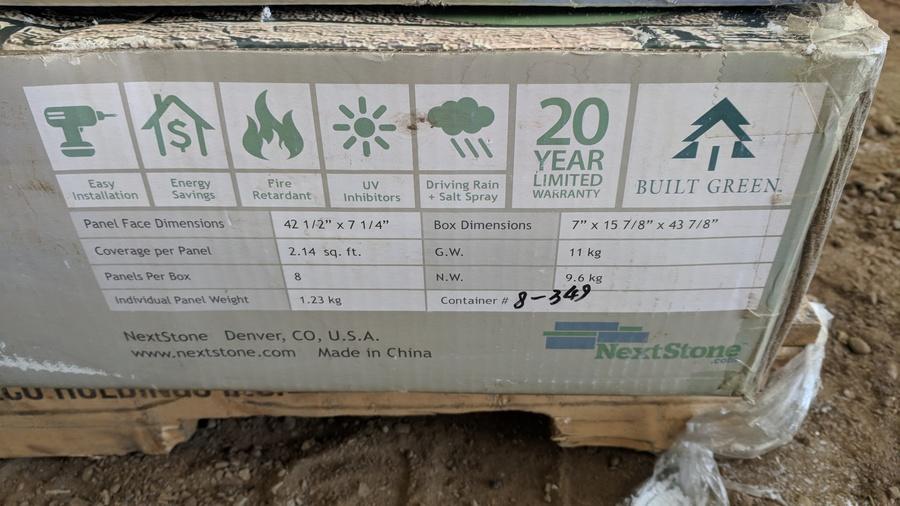 Easy Installation
Energy Savings
Fire Retardant
UV Inhibitors
Driving Rain + Salt Spray
20
YEAR
LIMITED
WARRANTY
BUILT GREEN
Panel Face Dimensions 42 1/2" x 7 1/4" Box Dimensions 7" x 15 7/8" x 43 7/8"
Coverage per Panel 2.14 sq. ft. G.W. 11 kg
Panels Per Box 8 N.W. 9.6 kg
Individual Panel Weight 1.23 kg Container # 8-349
NextStone Denver, CO, U.S.A.
www.nextstone.com Made in China
NextStone
.com